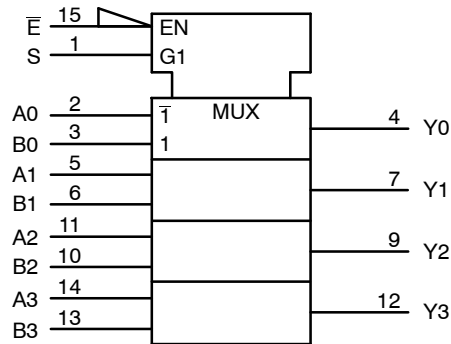 E̅ 15 EN
S 1 G1
A0 2 1̅ MUX 4 Y0
B0 3 1
A1 5 7 Y1
B1 6
A2 11 9 Y2
B2 10
A3 14 12 Y3
B3 13